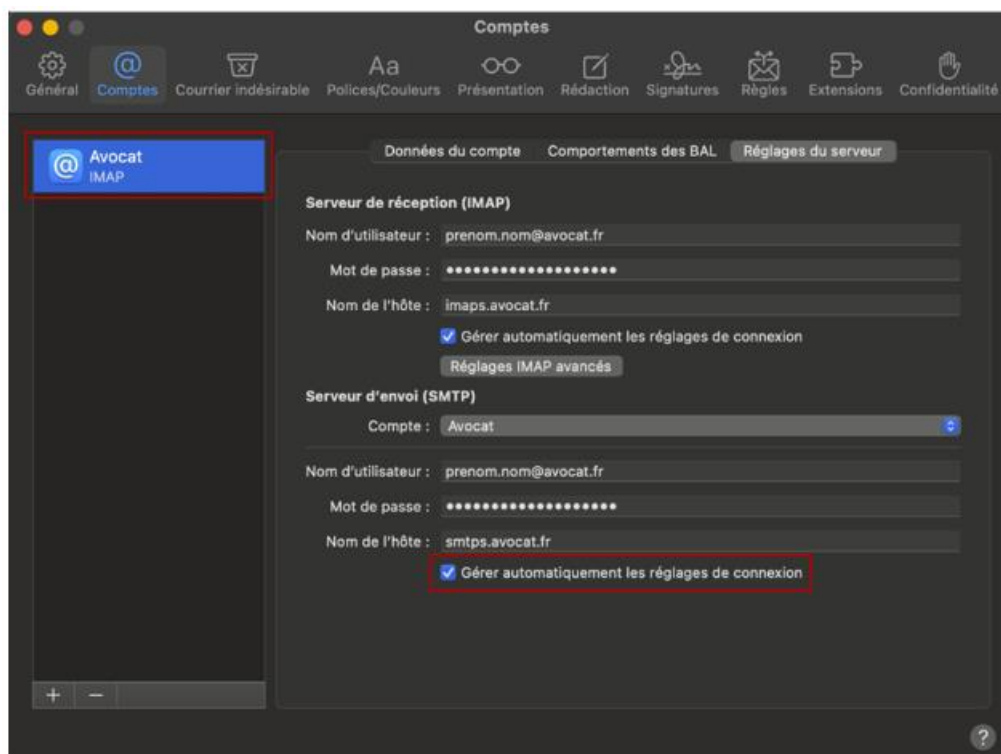 Comptes
Général Comptes Courrier indésirable Aa Polices/Couleurs Présentation Rédaction Signatures Règles Extensions Confidentialité
Avocat
IMAP
Données du compte Comportements des BAL Réglages du serveur
Serveur de réception (IMAP)
Nom d'utilisateur : prenom.nom@avocat.fr
Mot de passe : •••••••••••••••••••
Nom de l'hôte : imaps.avocat.fr
Gérer automatiquement les réglages de connexion
Réglages IMAP avancés
Serveur d'envoi (SMTP)
Compte : Avocat
Nom d'utilisateur : prenom.nom@avocat.fr
Mot de passe : •••••••••••••••••••
Nom de l'hôte : smtps.avocat.fr
Gérer automatiquement les réglages de connexion
+ −
?